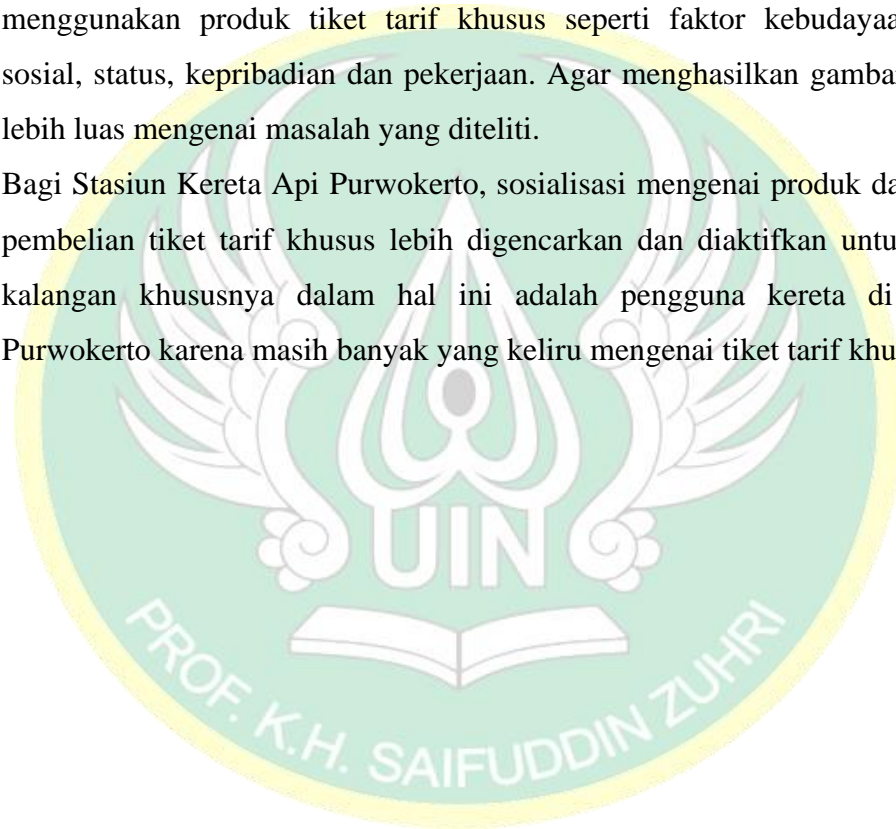 menggunakan produk tiket tarif khusus seperti faktor kebudayaa
sosial, status, kepribadian dan pekerjaan. Agar menghasilkan gamba
lebih luas mengenai masalah yang diteliti.
Bagi Stasiun Kereta Api Purwokerto, sosialisasi mengenai produk da
pembelian tiket tarif khusus lebih digencarkan dan diaktifkan untu
kalangan khususnya dalam hal ini adalah pengguna kereta di
Purwokerto karena masih banyak yang keliru mengenai tiket tarif khu
UIN
PROF. K.H. SAIFUDDIN ZUHRI